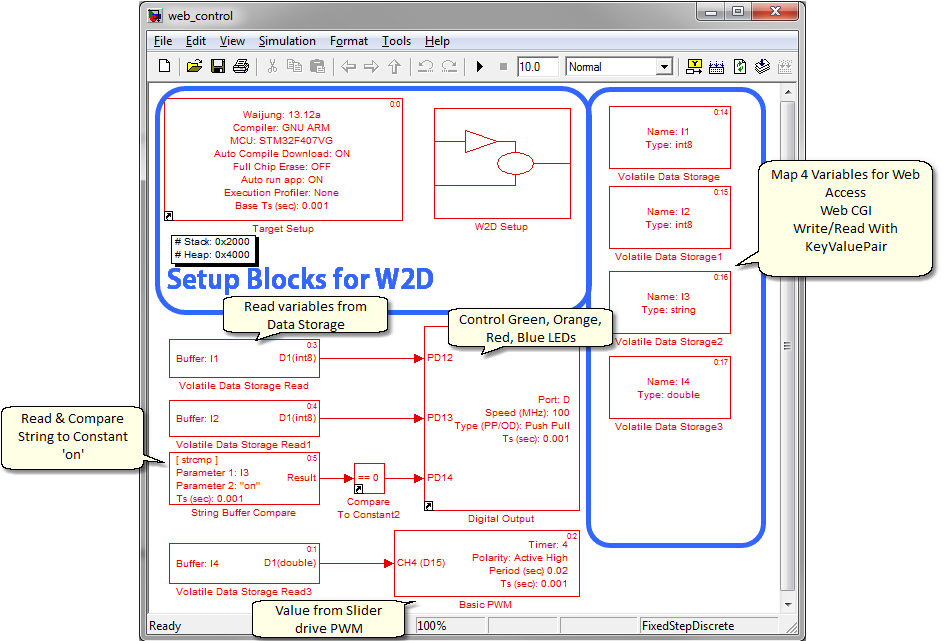 web_control
File Edit View Simulation Format Tools Help
10.0 Normal
0:0
Waijung: 13.12a
Compiler: GNU ARM
MCU: STM32F407VG
Auto Compile Download: ON
Full Chip Erase: OFF
Auto run app: ON
Execution Profiler: None
Base Ts (sec): 0.001
Target Setup
# Stack: 0x2000
# Heap: 0x4000
W2D Setup
Setup Blocks for W2D
0:14
Name: I1
Type: int8
Volatile Data Storage
0:15
Name: I2
Type: int8
Volatile Data Storage1
0:16
Name: I3
Type: string
Volatile Data Storage2
0:17
Name: I4
Type: double
Volatile Data Storage3
Map 4 Variables for Web
Access
Web CGI
Write/Read With
KeyValuePair
Read variables from
Data Storage
Control Green, Orange,
Red, Blue LEDs
0:3
Buffer: I1 D1(int8)
Volatile Data Storage Read
0:4
Buffer: I2 D1(int8)
Volatile Data Storage Read1
Read & Compare
String to Constant
'on'
0:5
[ strcmp ]
Parameter 1: I3
Parameter 2: "on"
Ts (sec): 0.001
Result
String Buffer Compare
== 0
Compare
To Constant2
PD12
PD13
PD14
Port: D
Speed (MHz): 100
Type (PP/OD): Push Pull
Ts (sec): 0.001
Digital Output
0:1
Buffer: I4 D1(double)
Volatile Data Storage Read3
0:2
CH4 (D15)
Timer: 4
Polarity: Active High
Period (sec) 0.02
Ts (sec): 0.001
Basic PWM
Value from Slider
drive PWM
Ready 100% FixedStepDiscrete